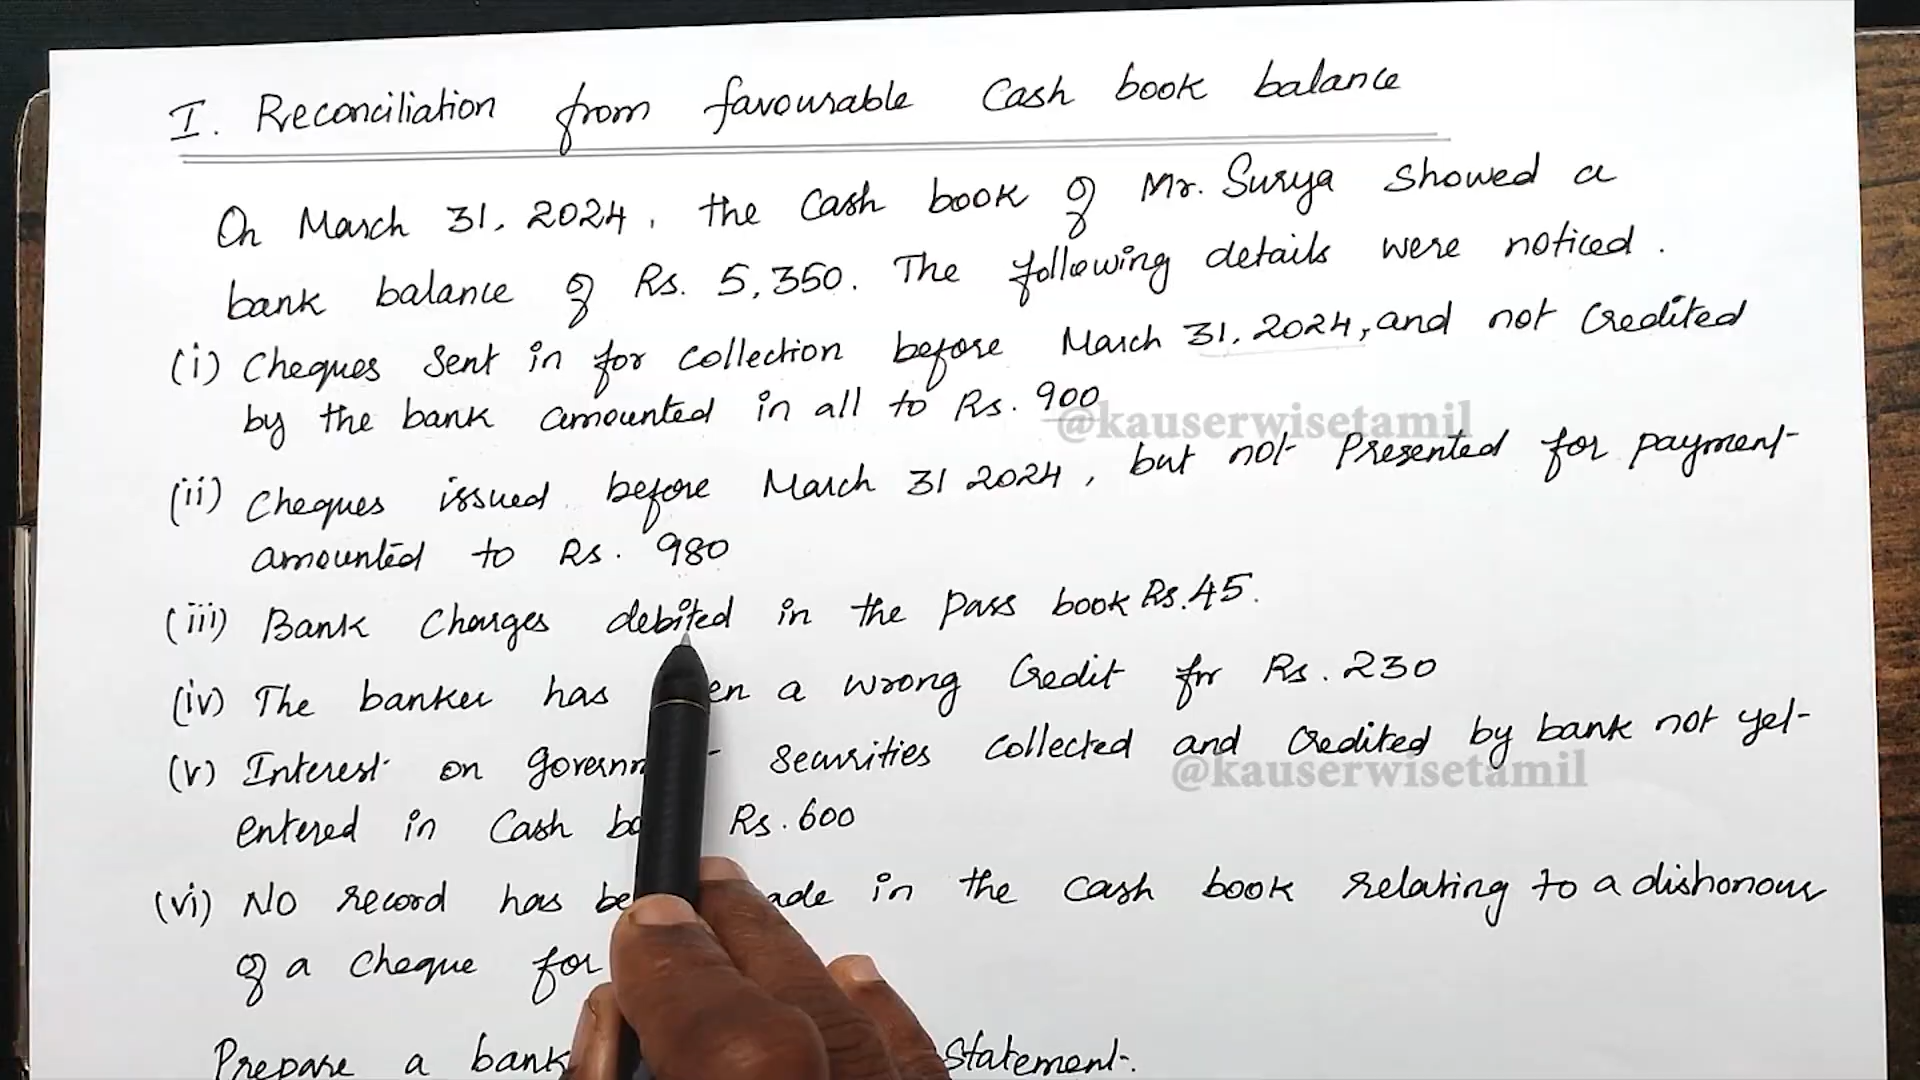 I. Reconciliation from favourable Cash book balance
On March 31, 2024, the Cash book of Mr. Surya showed a
bank balance of Rs. 5,350. The following details were noticed.
(i) Cheques Sent in for collection before March 31, 2024, and not Credited
by the bank amounted in all to Rs. 900
@kauserwisetamil
(ii) Cheques issued before March 31 2024, but not Presented for payment
amounted to Rs. 980
(iii) Bank Charges debited in the Pass book Rs.45.
(iv) The banker has a wrong Credit for Rs. 230
(v) Interest on Securities Collected and Credited by bank not yet
@kauserwisetamil
entered in Cash Rs. 600
(vi) No record has in the Cash book relating to a dishonour
of a Cheque for
Prepare a bank Statement.